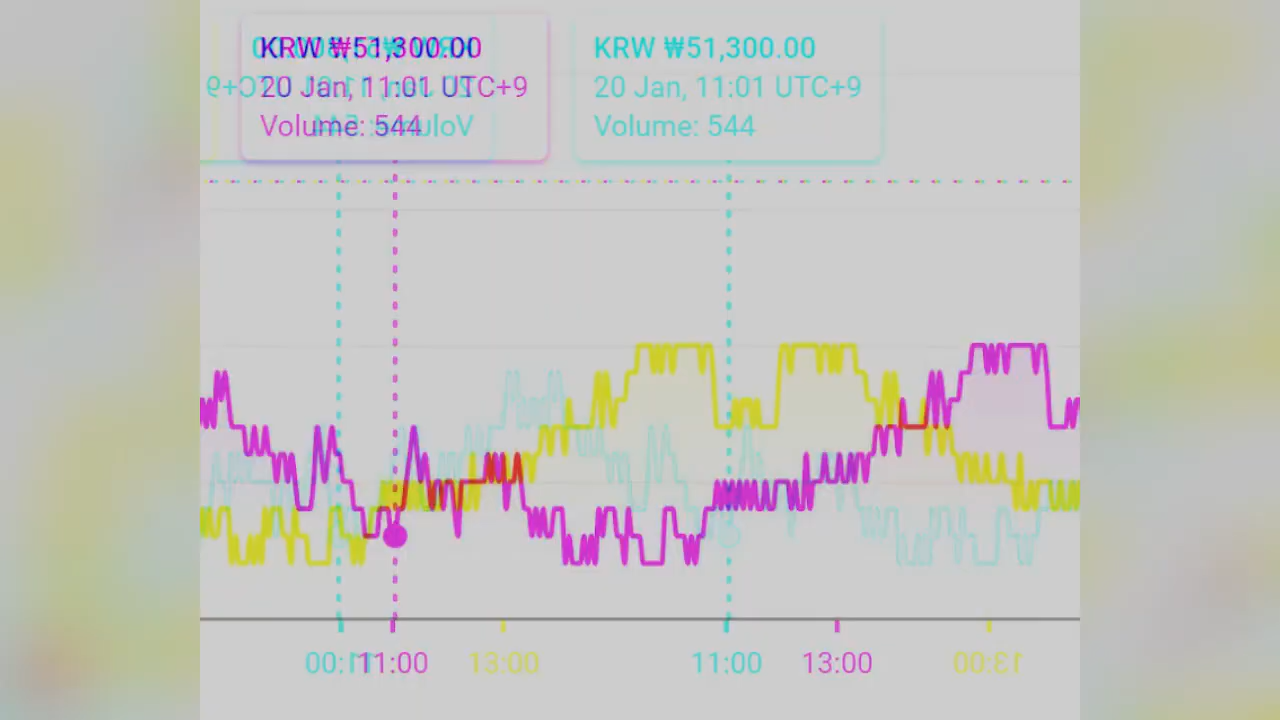 KRW ₩51,300.00
20 Jan, 11:01 UTC+9
Volume: 544
KRW ₩51,300.00
20 Jan, 11:01 UTC+9
Volume: 544
11:00
11:00
13:00
11:00
13:00
13:00